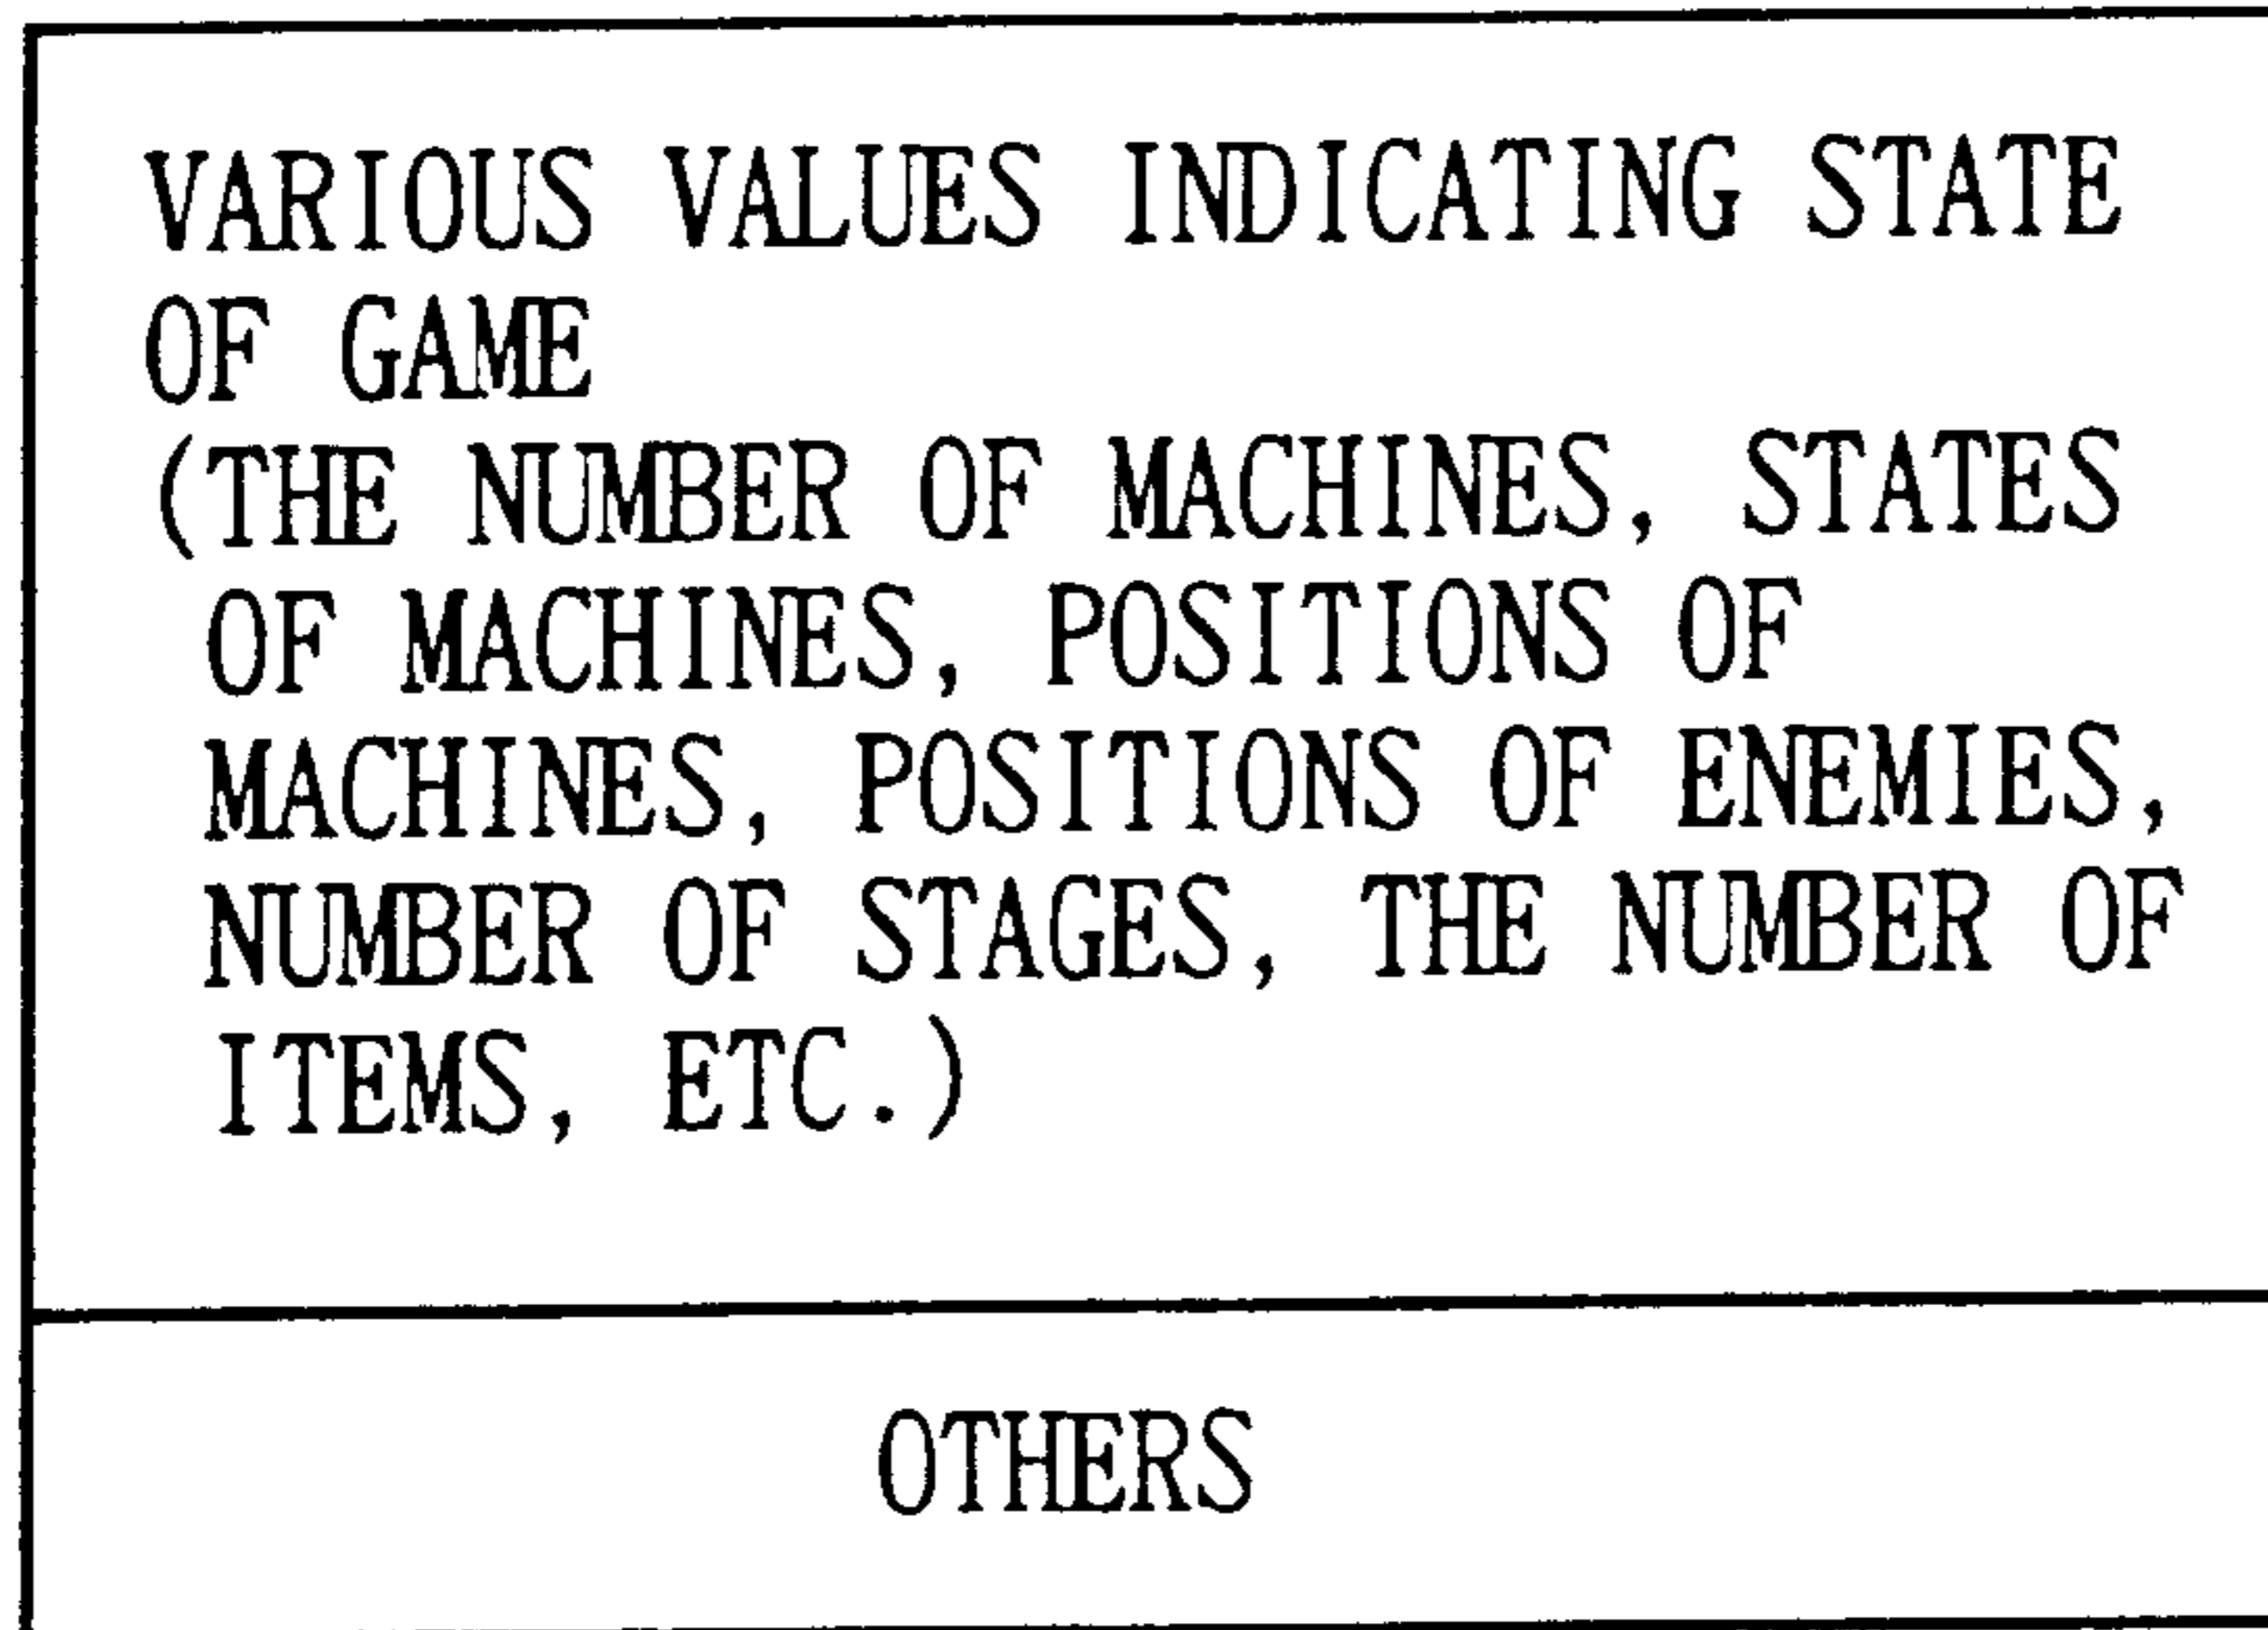 VARIOUS VALUES INDICATING STATE
OF GAME
(THE NUMBER OF MACHINES, STATES
OF MACHINES, POSITIONS OF
MACHINES, POSITIONS OF ENEMIES,
NUMBER OF STAGES, THE NUMBER OF
ITEMS, ETC.)
OTHERS